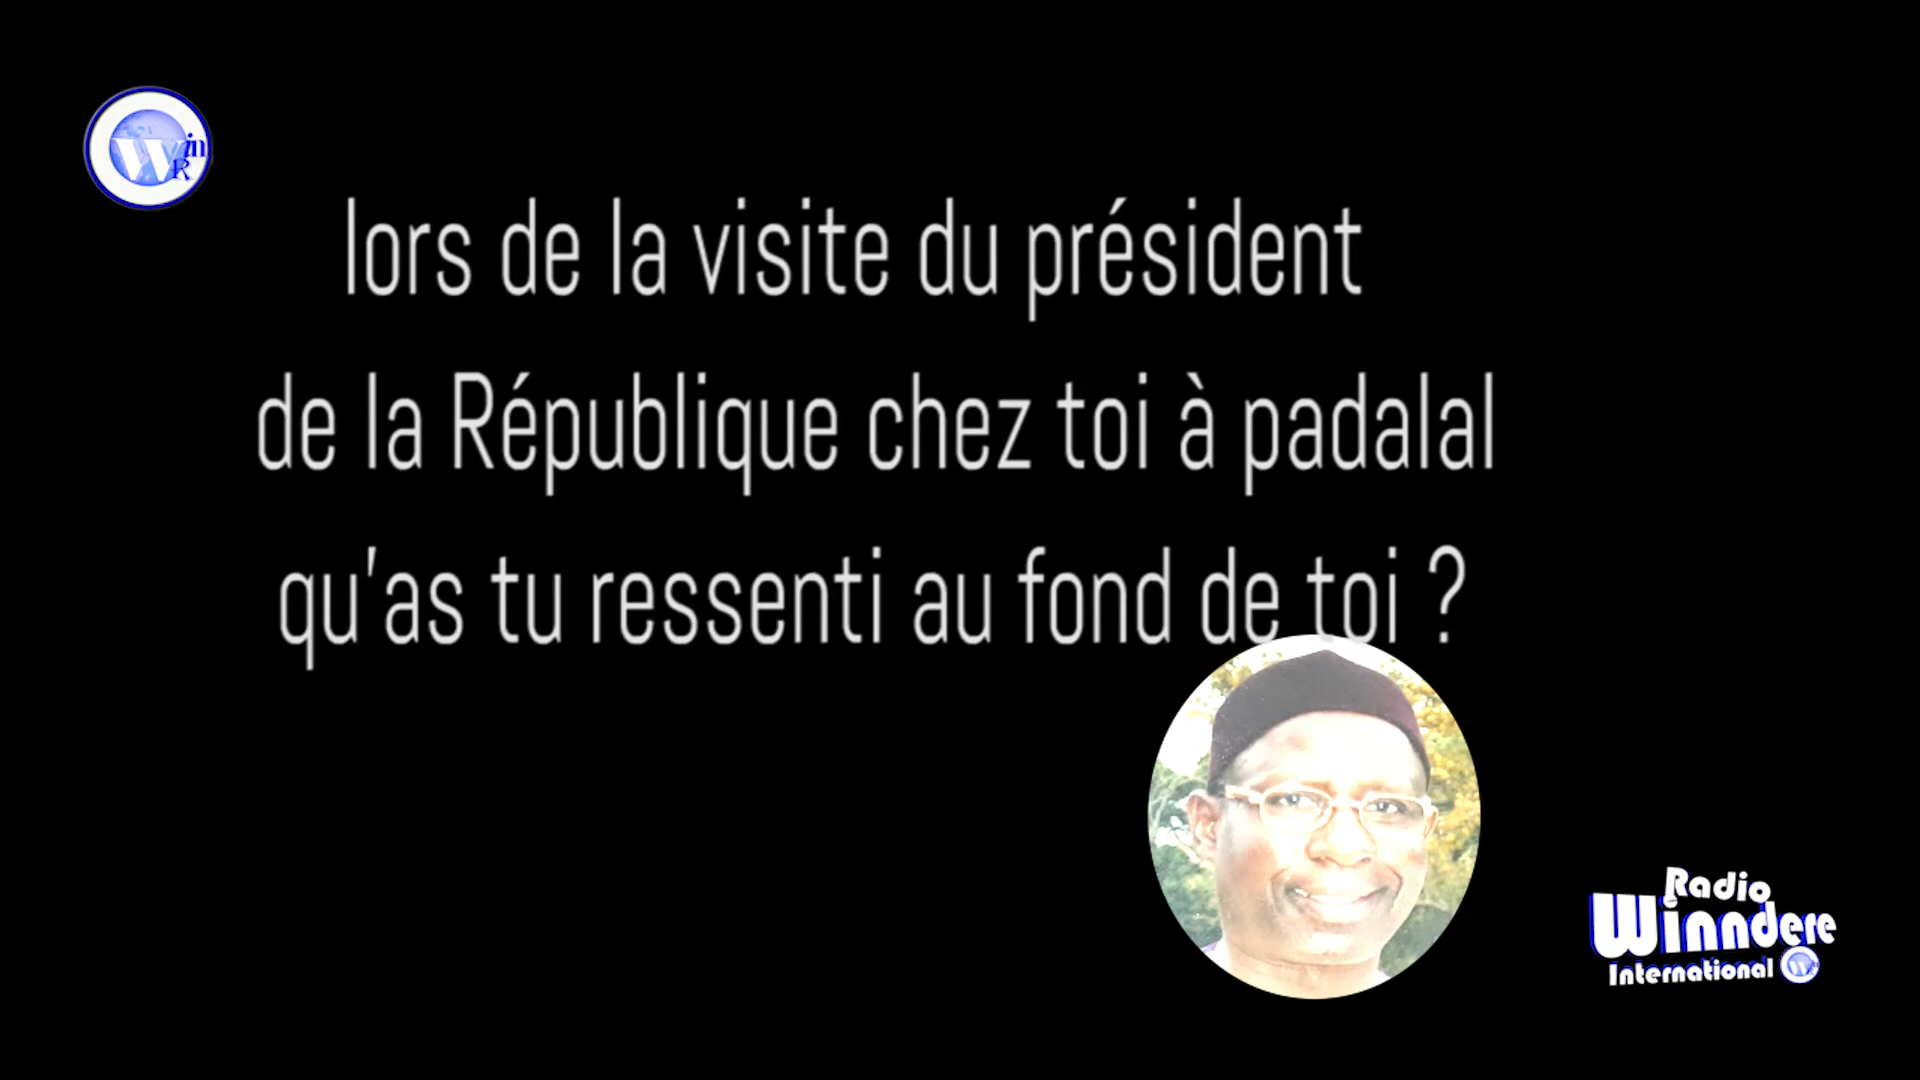 Win
R
lors de la visite du président
de la République chez toi à padalal
qu'as tu ressenti au fond de toi ?
Radio
Winndere
International